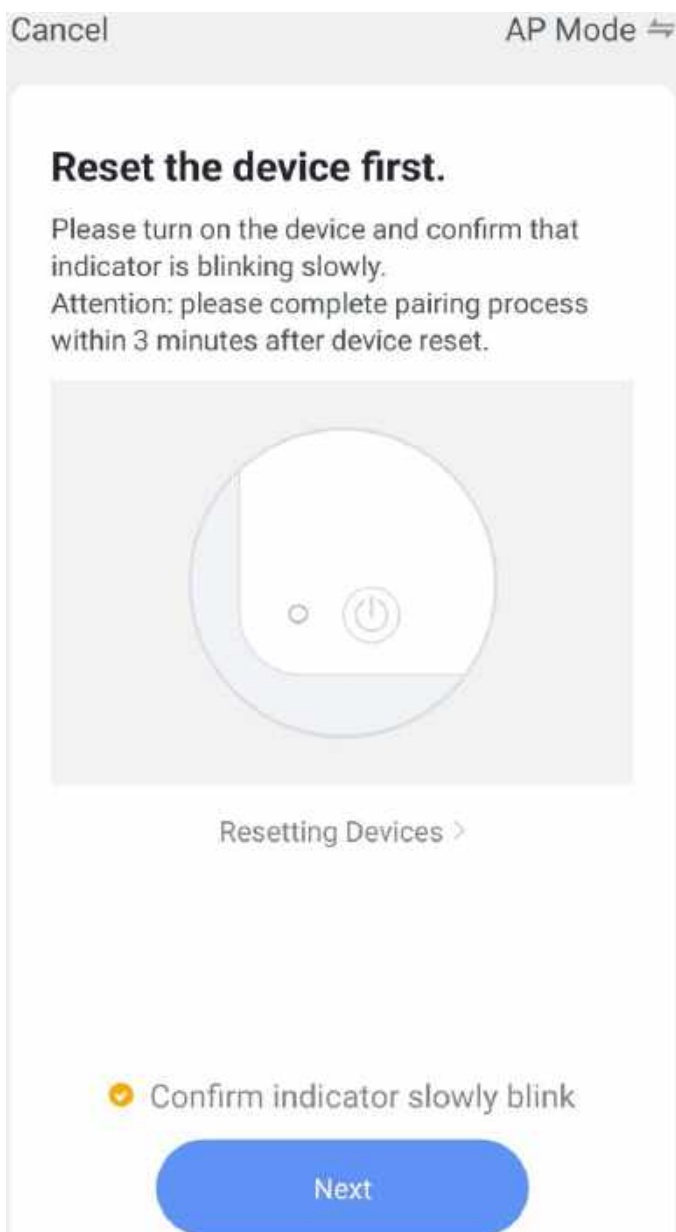 Cancel
AP Mode
Reset the device first.
Please turn on the device and confirm that
indicator is blinking slowly.
Attention: please complete pairing process
within 3 minutes after device reset.
Resetting Devices >
Confirm indicator slowly blink
Next